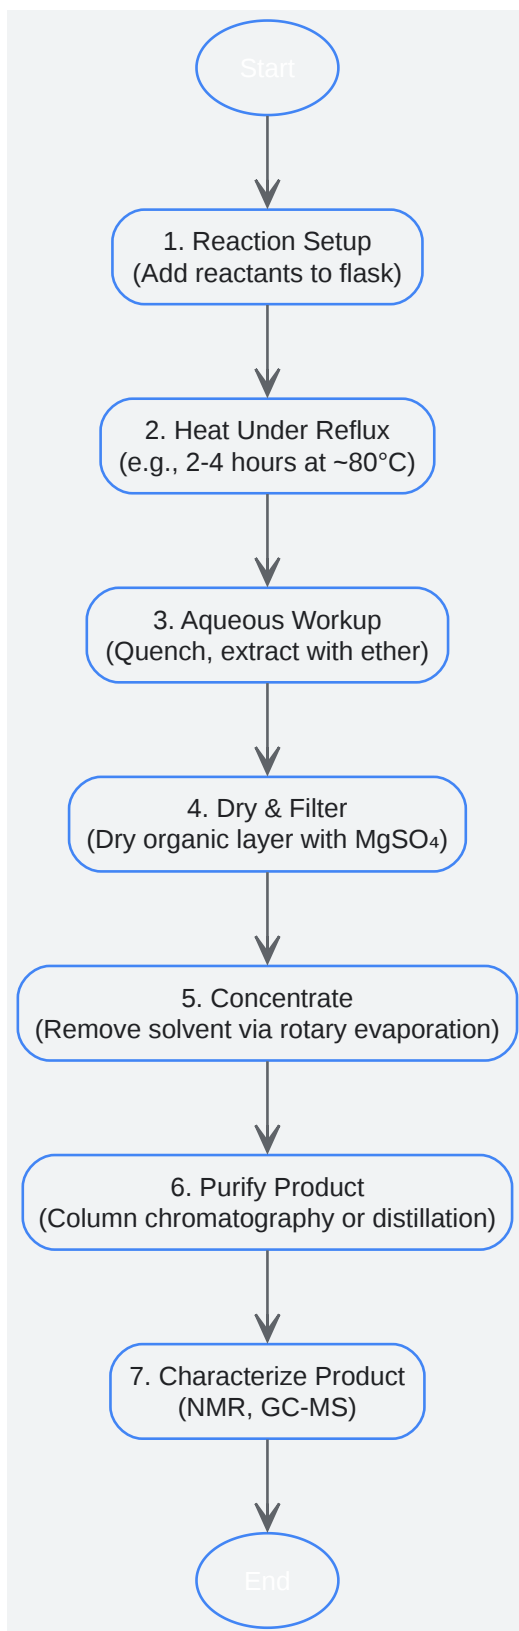 Start
1. Reaction Setup
(Add reactants to flask)
2. Heat Under Reflux
(e.g., 2-4 hours at ~80°C)
3. Aqueous Workup
(Quench, extract with ether)
4. Dry & Filter
(Dry organic layer with MgSO₄)
5. Concentrate
(Remove solvent via rotary evaporation)
6. Purify Product
(Column chromatography or distillation)
7. Characterize Product
(NMR, GC-MS)
End